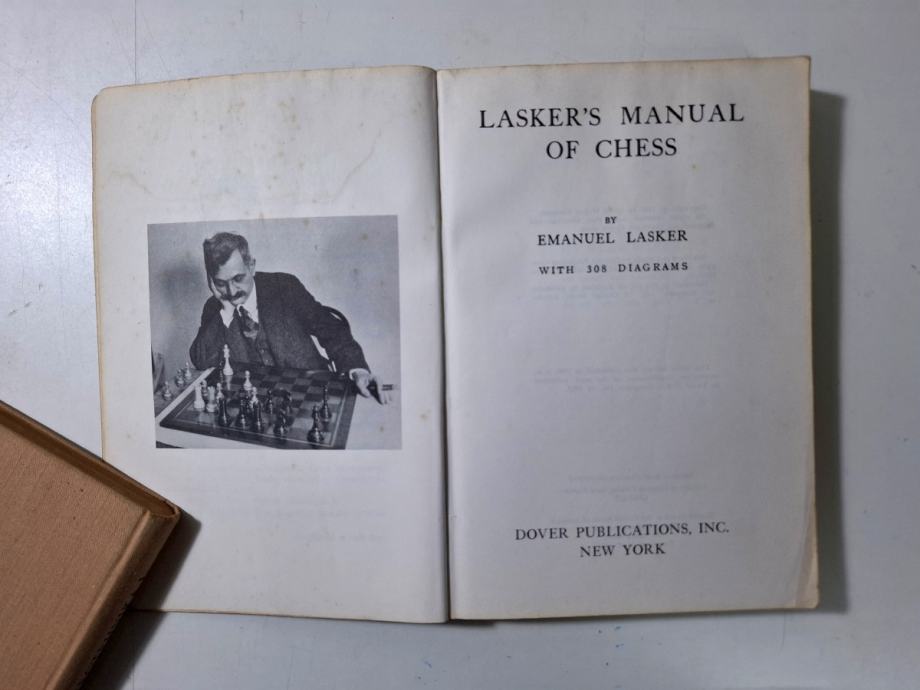 LASKER'S MANUAL
OF CHESS
BY
EMANUEL LASKER
WITH 308 DIAGRAMS
DOVER PUBLICATIONS, INC.
NEW YORK